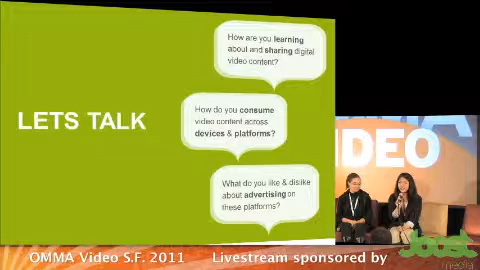 How are you learning
about and sharing digital
video content?
LETS TALK
How do you consume
video content across
devices & platforms?
What do you like & dislike
about advertising on
these platforms?
VIDEO
OMMA Video S.F. 2011 Livestream sponsored by
media